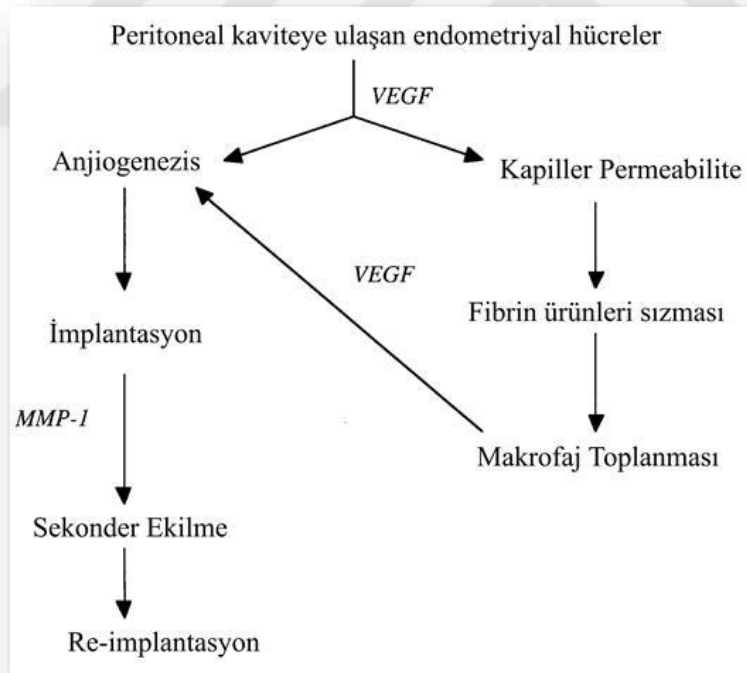 Peritoneal kaviteye ulaşan endometriyal hücreler
VEGF
Anjiogenezis
Kapiller Permeabilite
VEGF
Fibrin ürünleri sızması
İmplantasyon
MMP-1
Makrofaj Toplanması
Sekonder Ekilme
Re-implantasyon